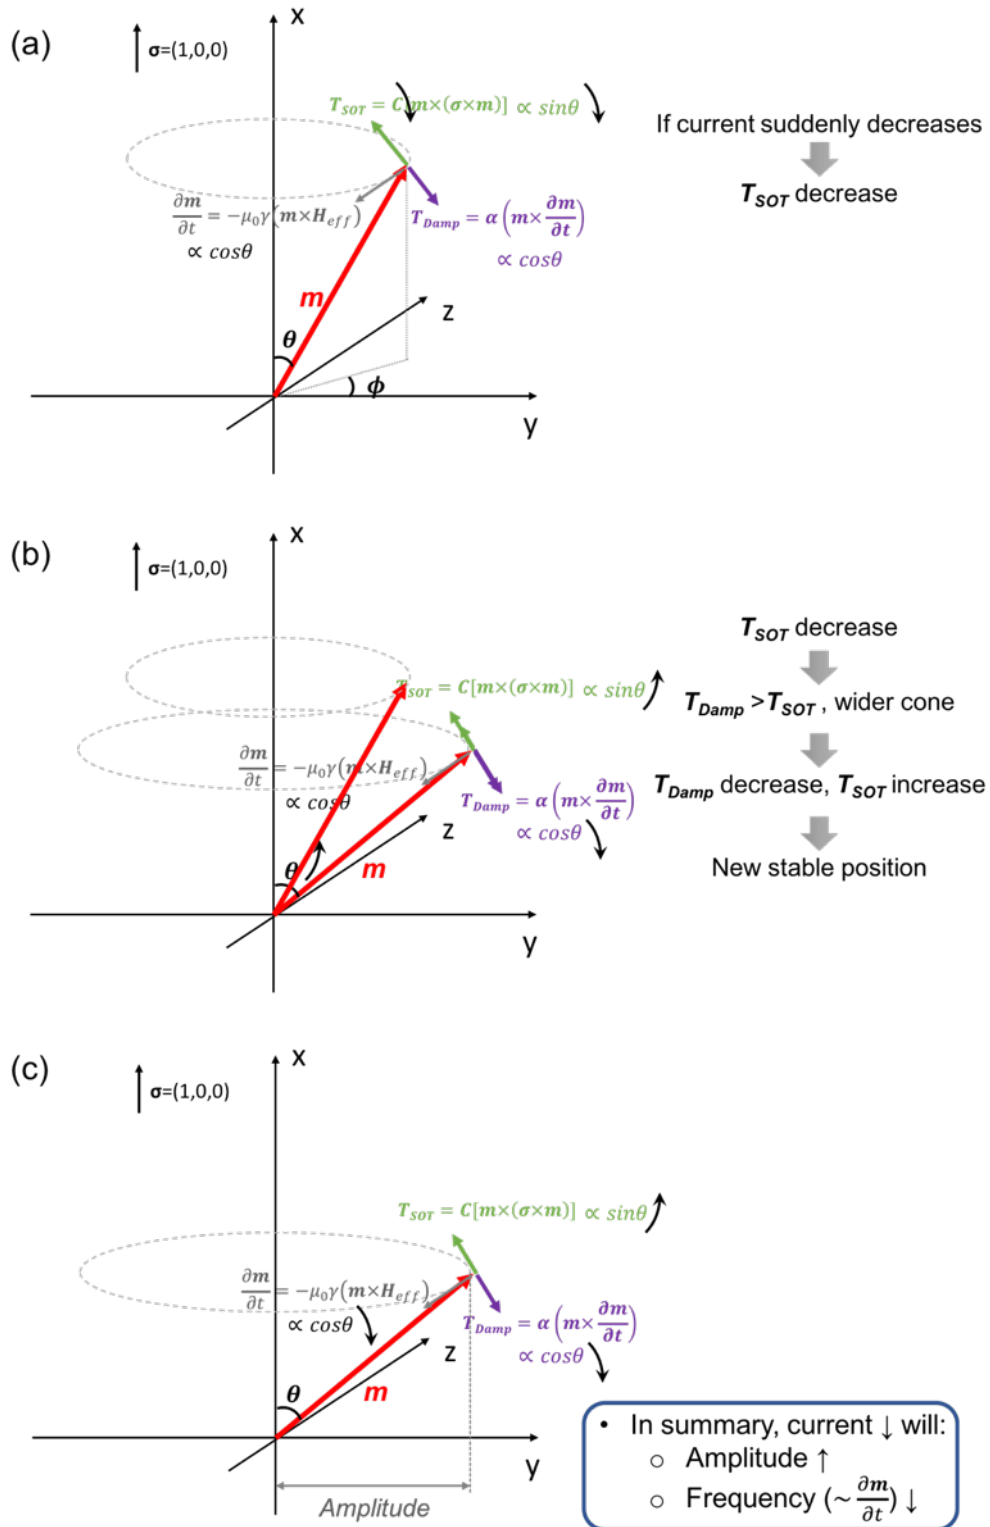 (a)
x
σ=(1,0,0)
T_SOT = C[m×(σ×m)] ∝ sinθ
If current suddenly decreases
T_SOT decrease
∂m/∂t = −μ₀γ(m×H_eff)
∝ cosθ
T_Damp = α(m×∂m/∂t)
∝ cosθ
m
z
θ
ϕ
y
(b)
x
σ=(1,0,0)
T_SOT decrease
T_SOT = C[m×(σ×m)] ∝ sinθ
T_Damp > T_SOT , wider cone
∂m/∂t = −μ₀γ(m×H_eff)
∝ cosθ
T_Damp = α(m×∂m/∂t)
∝ cosθ
T_Damp decrease, T_SOT increase
z
θ
m
New stable position
y
(c)
x
σ=(1,0,0)
T_SOT = C[m×(σ×m)] ∝ sinθ
∂m/∂t = −μ₀γ(m×H_eff)
∝ cosθ
T_Damp = α(m×∂m/∂t)
∝ cosθ
z
θ
m
y
Amplitude
• In summary, current ↓ will:
o Amplitude ↑
o Frequency (~ ∂m/∂t) ↓